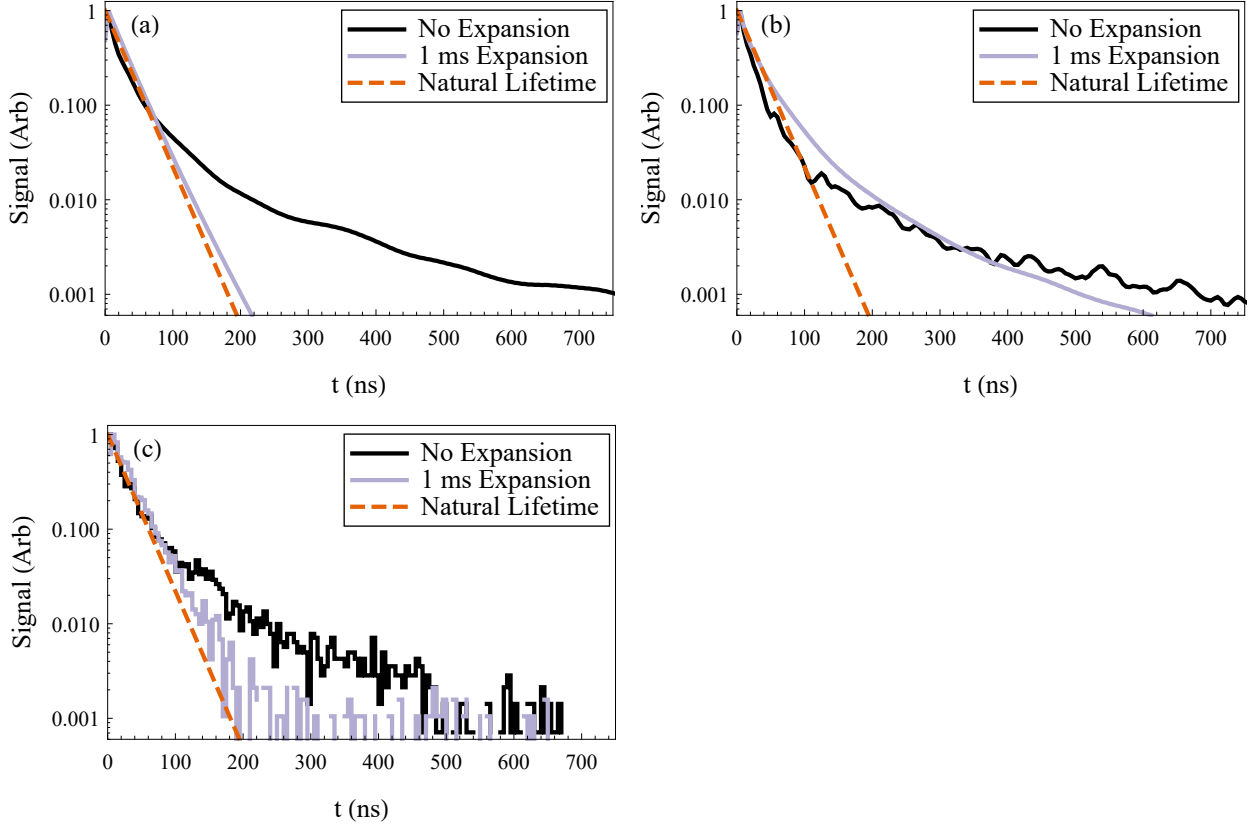 (a)
No Expansion
1 ms Expansion
Natural Lifetime
1
0.100
0.010
0.001
Signal (Arb)
0 100 200 300 400 500 600 700
t (ns)
(b)
No Expansion
1 ms Expansion
Natural Lifetime
1
0.100
0.010
0.001
Signal (Arb)
0 100 200 300 400 500 600 700
t (ns)
(c)
No Expansion
1 ms Expansion
Natural Lifetime
1
0.100
0.010
0.001
Signal (Arb)
0 100 200 300 400 500 600 700
t (ns)